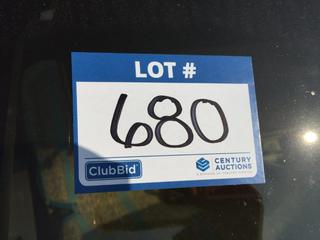 LOT #
680
ClubBid
CENTURY
AUCTIONS